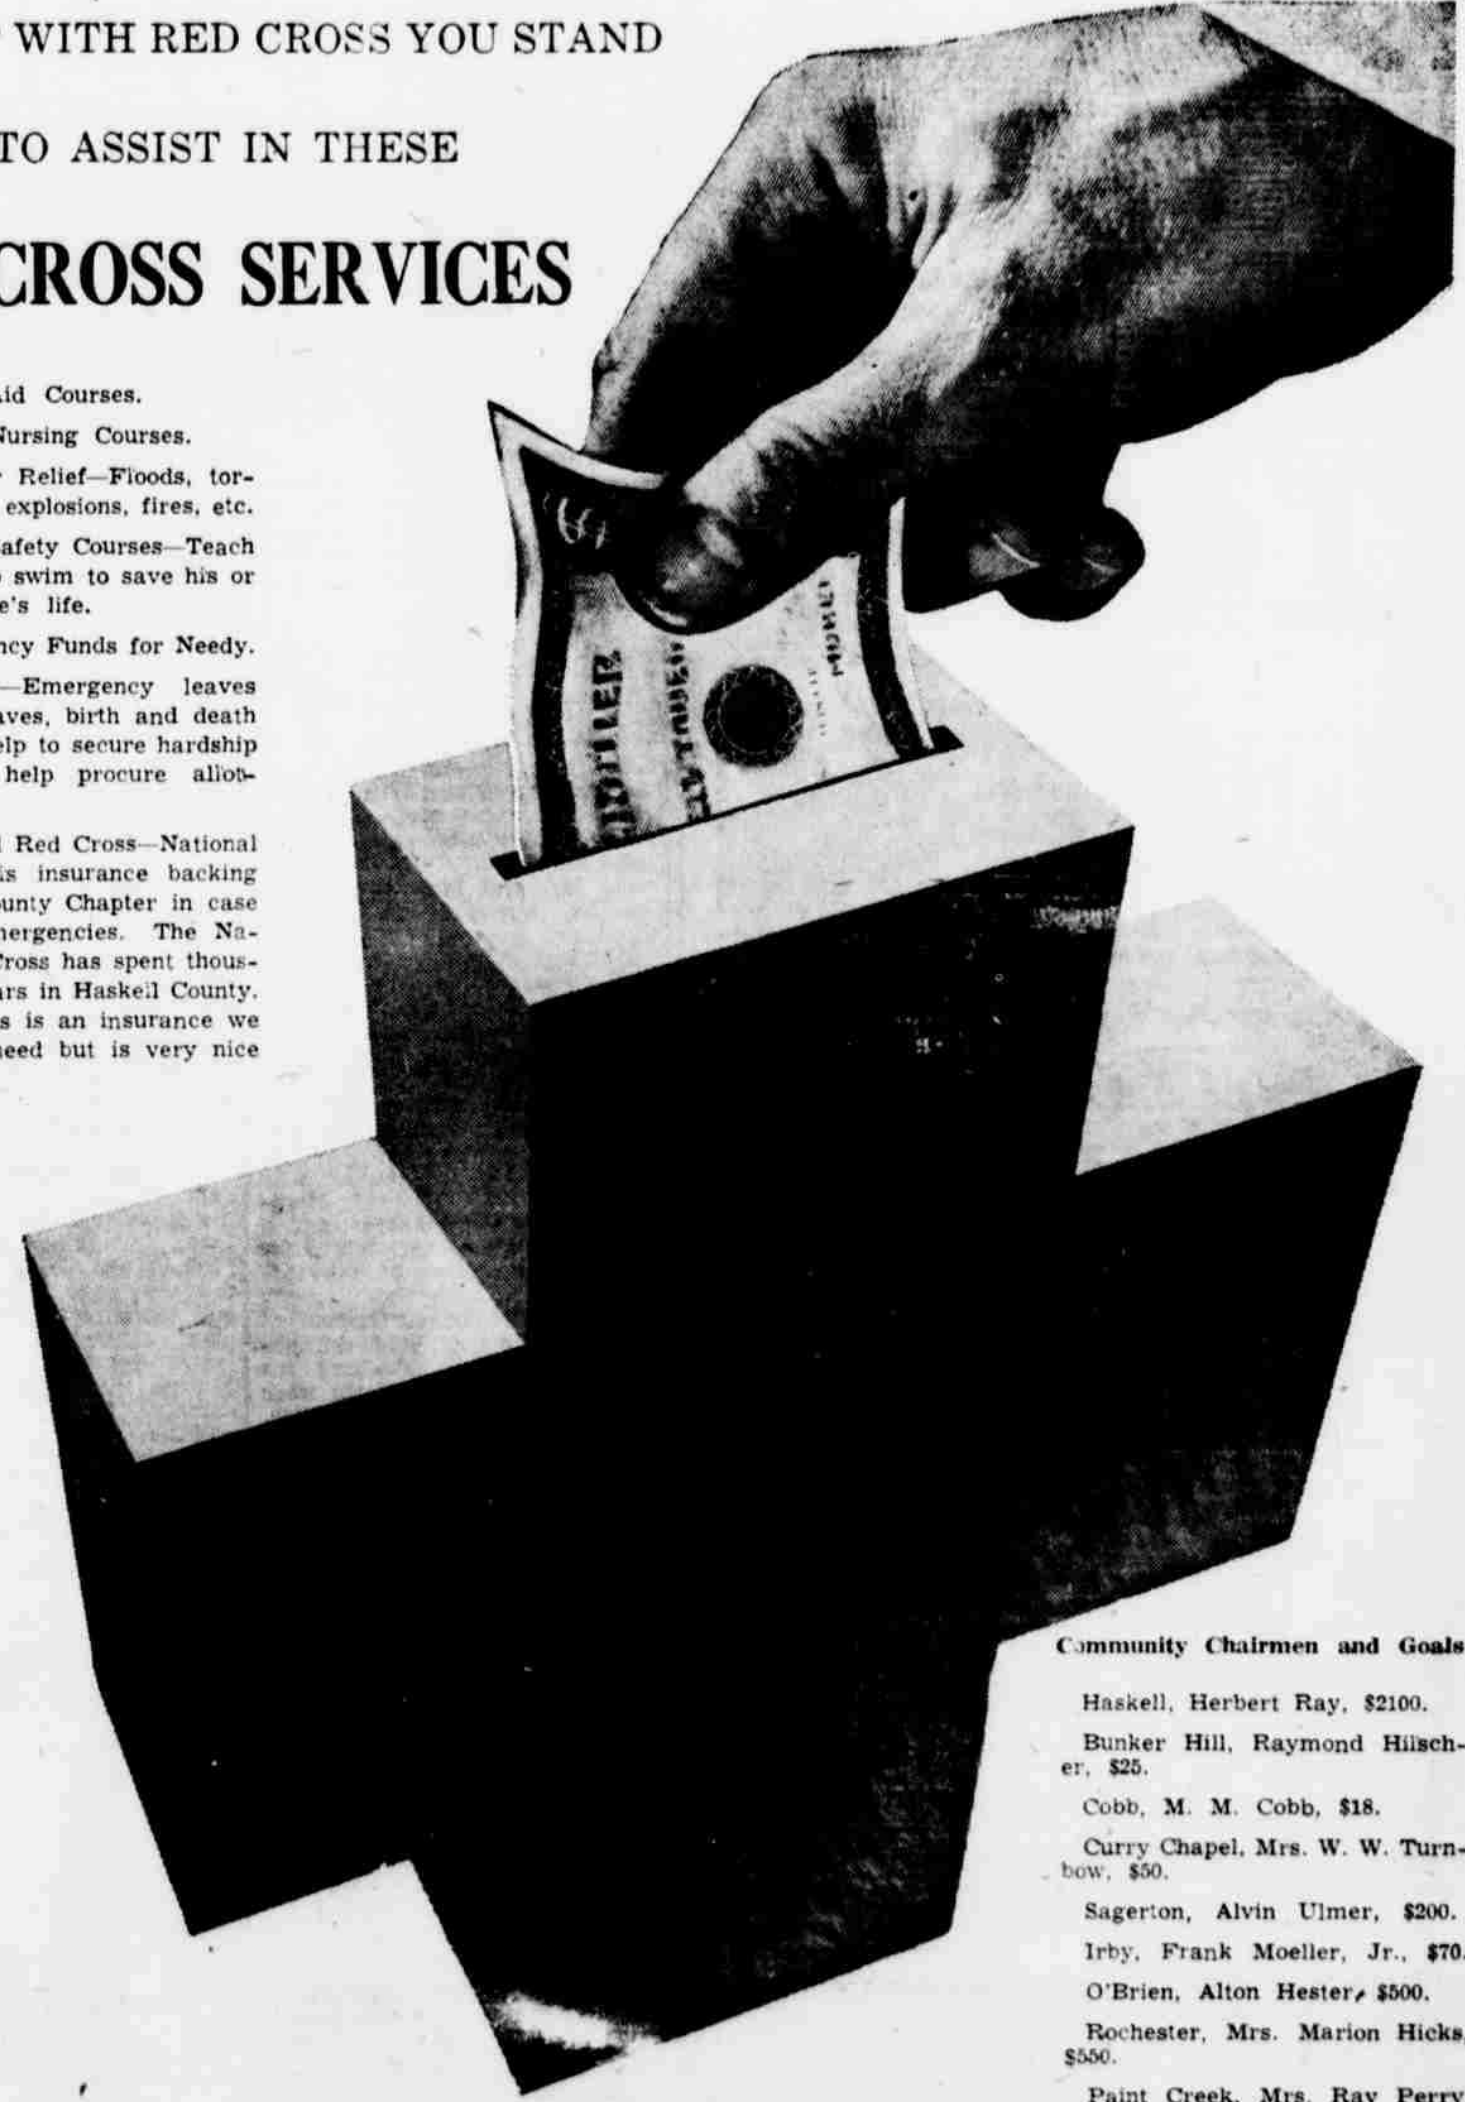 WITH RED CROSS YOU STAND
TO ASSIST IN THESE
CROSS SERVICES
id Courses.
Nursing Courses.
Relief—Floods, tor-
explosions, fires, etc.
afety Courses—Teach
swim to save his or
e's life.
ncy Funds for Needy.
—Emergency leaves
aves, birth and death
elp to secure hardship
help procure allot-
Red Cross—National
is insurance backing
unty Chapter in case
mergencies. The Na-
Cross has spent thous-
ars in Haskell County.
s is an insurance we
need but is very nice
$
Community Chairmen and Goals
Haskell, Herbert Ray, $2100.
Bunker Hill, Raymond Hilsch-
er, $25.
Cobb, M. M. Cobb, $18.
Curry Chapel, Mrs. W. W. Turn-
bow, $50.
Sagerton, Alvin Ulmer, $200.
Irby, Frank Moeller, Jr., $70.
O'Brien, Alton Hester, $500.
Rochester, Mrs. Marion Hicks,
$550.
Paint Creek, Mrs. Ray Perry